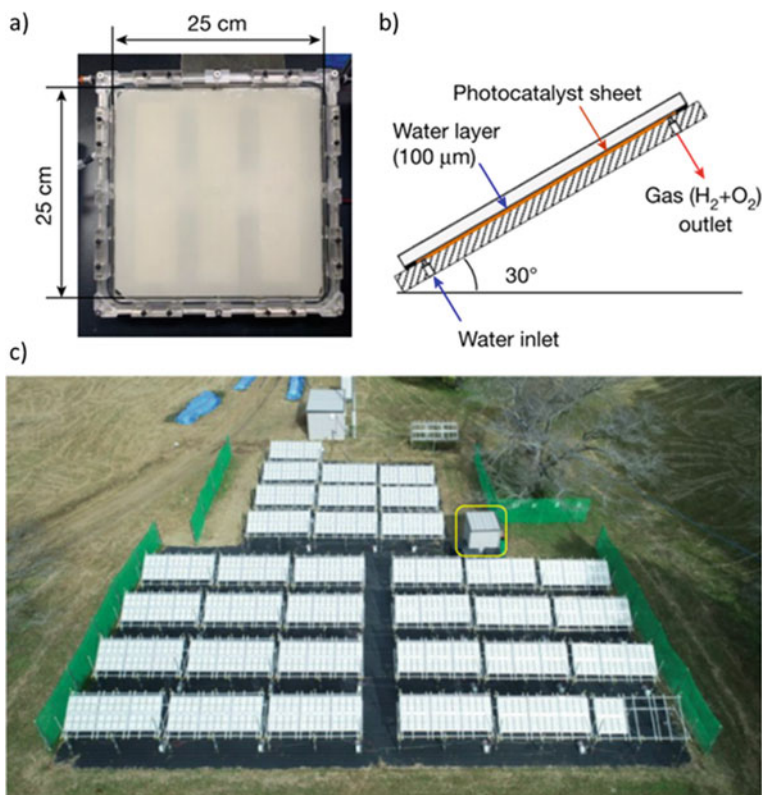 a)
25 cm
25 cm
b)
Photocatalyst sheet
Water layer
(100 μm)
Gas (H₂+O₂)
outlet
30°
Water inlet
c)